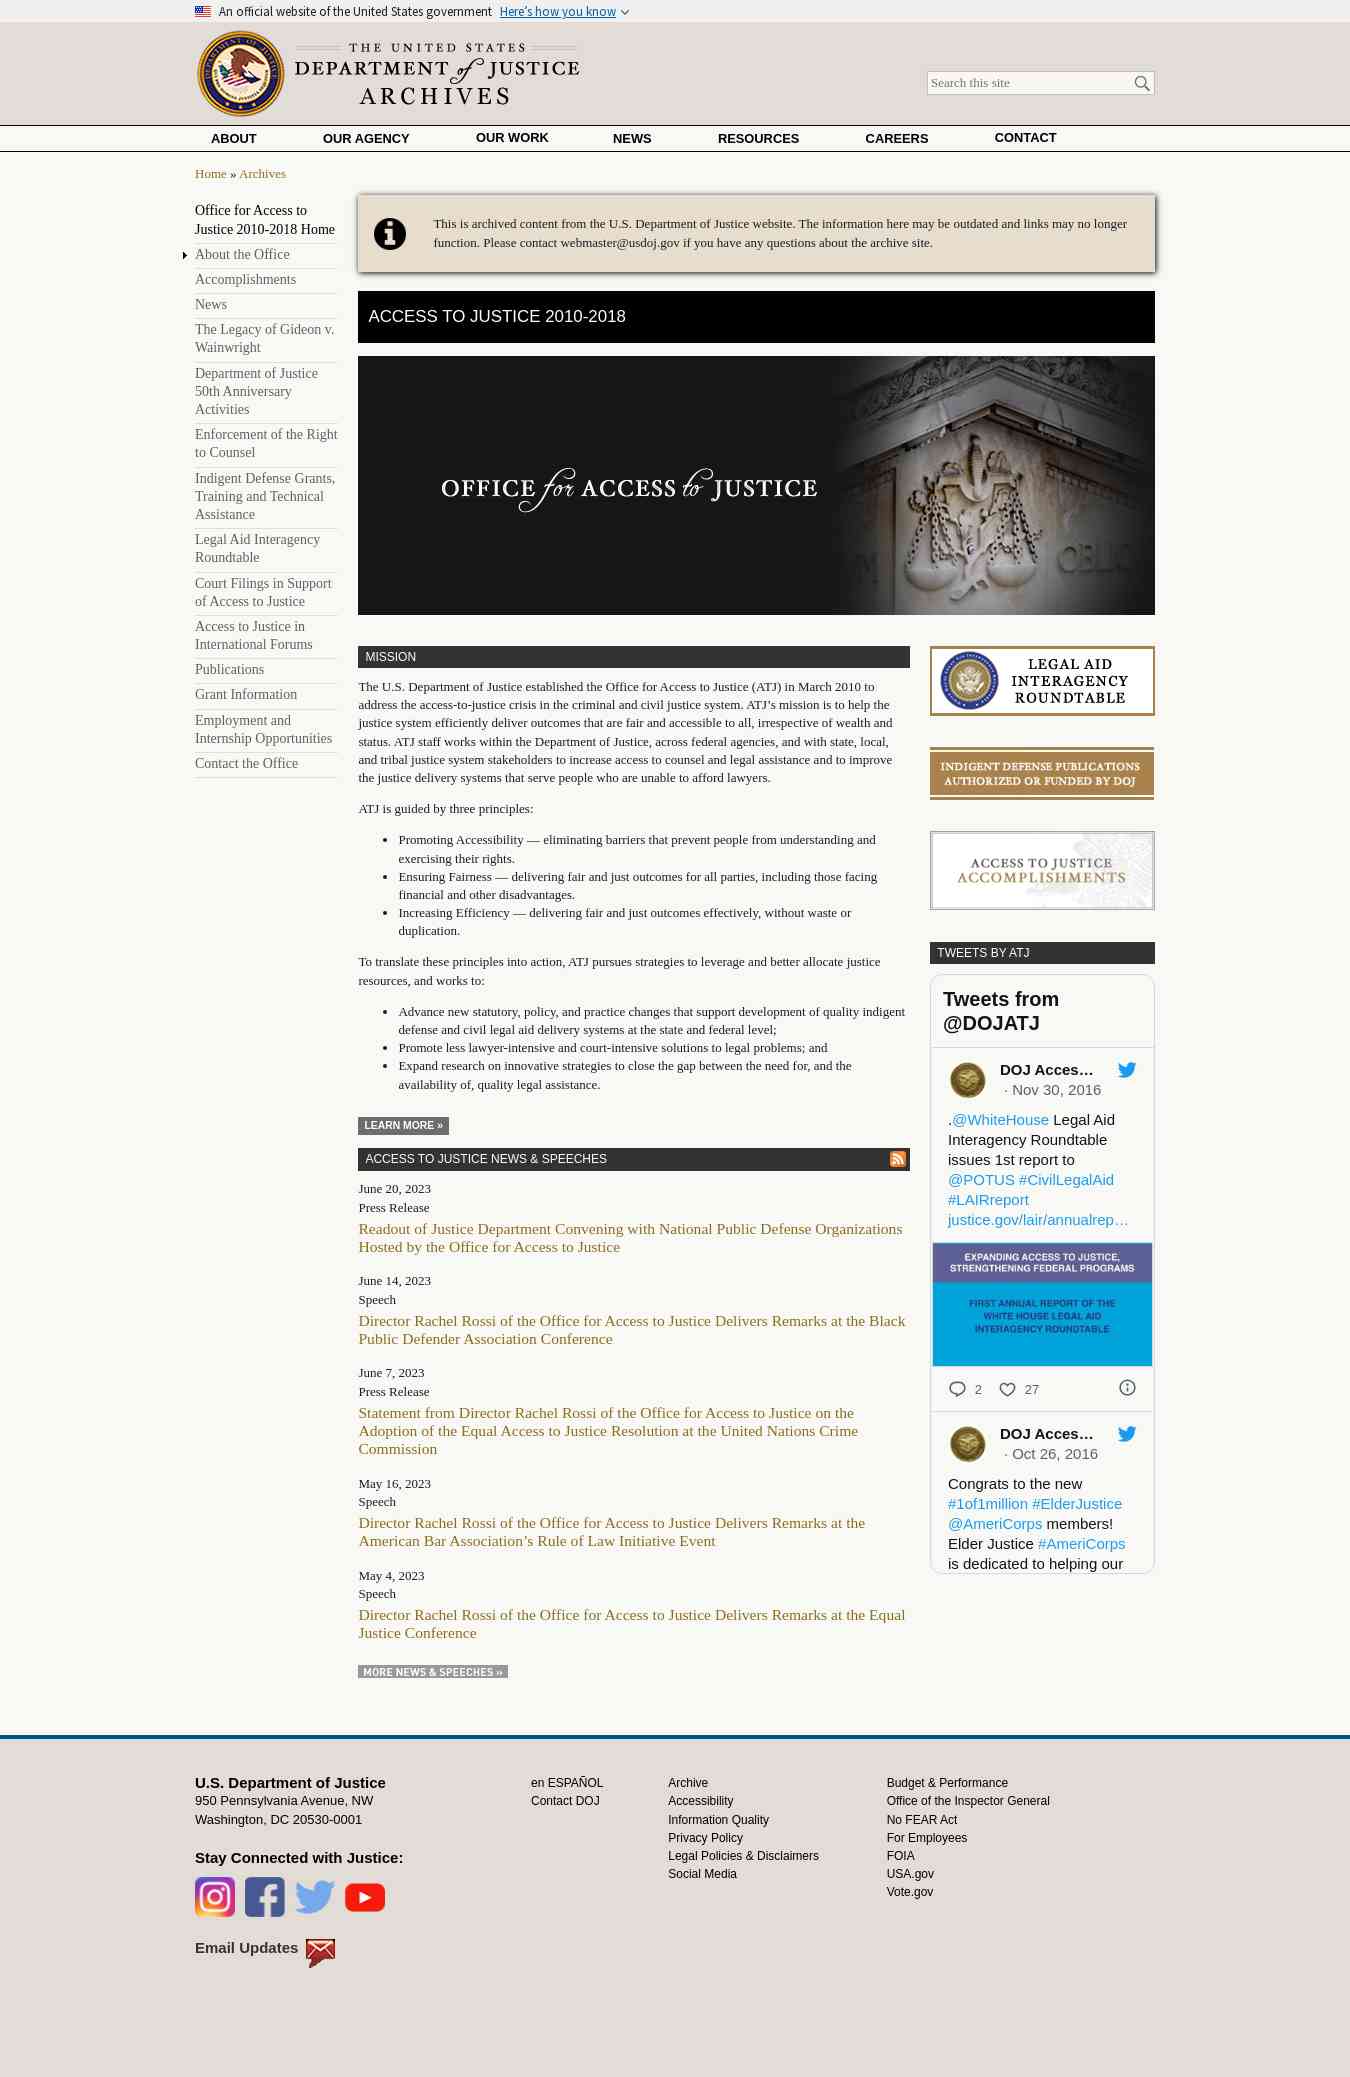 An official website of the United States government Here's how you know
THE UNITED STATES
DEPARTMENT of JUSTICE
ARCHIVES
Search this site
ABOUT OUR AGENCY OUR WORK NEWS RESOURCES CAREERS CONTACT
Home » Archives
Office for Access to
Justice 2010-2018 Home
About the Office
Accomplishments
News
The Legacy of Gideon v.
Wainwright
Department of Justice
50th Anniversary
Activities
Enforcement of the Right
to Counsel
Indigent Defense Grants,
Training and Technical
Assistance
Legal Aid Interagency
Roundtable
Court Filings in Support
of Access to Justice
Access to Justice in
International Forums
Publications
Grant Information
Employment and
Internship Opportunities
Contact the Office
This is archived content from the U.S. Department of Justice website. The information here may be outdated and links may no longer
function. Please contact webmaster@usdoj.gov if you have any questions about the archive site.
ACCESS TO JUSTICE 2010-2018
OFFICE for ACCESS to JUSTICE
MISSION
The U.S. Department of Justice established the Office for Access to Justice (ATJ) in March 2010 to
address the access-to-justice crisis in the criminal and civil justice system. ATJ's mission is to help the
justice system efficiently deliver outcomes that are fair and accessible to all, irrespective of wealth and
status. ATJ staff works within the Department of Justice, across federal agencies, and with state, local,
and tribal justice system stakeholders to increase access to counsel and legal assistance and to improve
the justice delivery systems that serve people who are unable to afford lawyers.
ATJ is guided by three principles:
• Promoting Accessibility — eliminating barriers that prevent people from understanding and
exercising their rights.
• Ensuring Fairness — delivering fair and just outcomes for all parties, including those facing
financial and other disadvantages.
• Increasing Efficiency — delivering fair and just outcomes effectively, without waste or
duplication.
To translate these principles into action, ATJ pursues strategies to leverage and better allocate justice
resources, and works to:
• Advance new statutory, policy, and practice changes that support development of quality indigent
defense and civil legal aid delivery systems at the state and federal level;
• Promote less lawyer-intensive and court-intensive solutions to legal problems; and
• Expand research on innovative strategies to close the gap between the need for, and the
availability of, quality legal assistance.
LEARN MORE »
ACCESS TO JUSTICE NEWS & SPEECHES
June 20, 2023
Press Release
Readout of Justice Department Convening with National Public Defense Organizations
Hosted by the Office for Access to Justice
June 14, 2023
Speech
Director Rachel Rossi of the Office for Access to Justice Delivers Remarks at the Black
Public Defender Association Conference
June 7, 2023
Press Release
Statement from Director Rachel Rossi of the Office for Access to Justice on the
Adoption of the Equal Access to Justice Resolution at the United Nations Crime
Commission
May 16, 2023
Speech
Director Rachel Rossi of the Office for Access to Justice Delivers Remarks at the
American Bar Association's Rule of Law Initiative Event
May 4, 2023
Speech
Director Rachel Rossi of the Office for Access to Justice Delivers Remarks at the Equal
Justice Conference
MORE NEWS & SPEECHES »
LEGAL AID
INTERAGENCY
ROUNDTABLE
INDIGENT DEFENSE PUBLICATIONS
AUTHORIZED OR FUNDED BY DOJ
ACCESS TO JUSTICE
ACCOMPLISHMENTS
TWEETS BY ATJ
Tweets from
@DOJATJ
DOJ Acces…
· Nov 30, 2016
.@WhiteHouse Legal Aid
Interagency Roundtable
issues 1st report to
@POTUS #CivilLegalAid
#LAIRreport
justice.gov/lair/annualrep…
EXPANDING ACCESS TO JUSTICE,
STRENGTHENING FEDERAL PROGRAMS
FIRST ANNUAL REPORT OF THE
WHITE HOUSE LEGAL AID
INTERAGENCY ROUNDTABLE
2 27
DOJ Acces…
· Oct 26, 2016
Congrats to the new
#1of1million #ElderJustice
@AmeriCorps members!
Elder Justice #AmeriCorps
is dedicated to helping our
U.S. Department of Justice
950 Pennsylvania Avenue, NW
Washington, DC 20530-0001
Stay Connected with Justice:
Email Updates
en ESPAÑOL
Contact DOJ
Archive
Accessibility
Information Quality
Privacy Policy
Legal Policies & Disclaimers
Social Media
Budget & Performance
Office of the Inspector General
No FEAR Act
For Employees
FOIA
USA.gov
Vote.gov